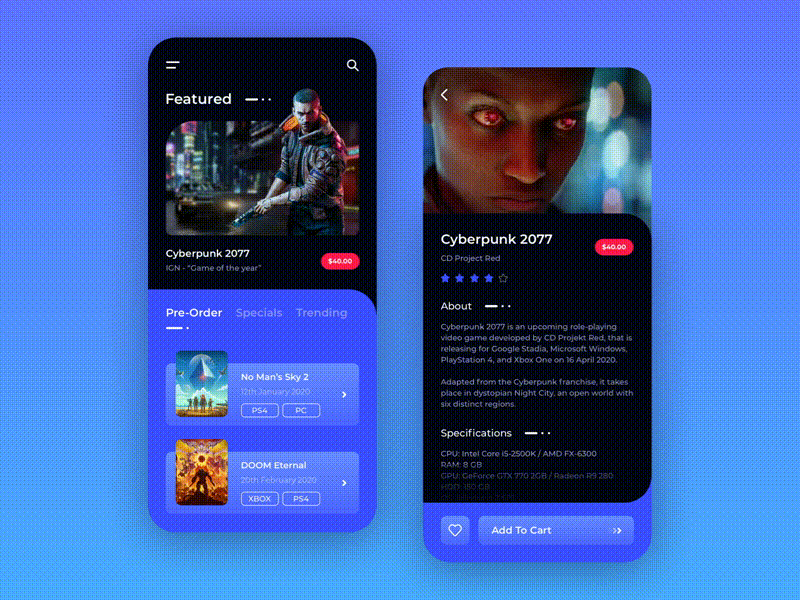 Featured
Cyberpunk 2077
IGN - "Game of the year"
$40.00
Pre-Order Specials Trending
No Man's Sky 2
12th January 2020
PS4 PC
DOOM Eternal
20th February 2020
XBOX PS4
Cyberpunk 2077
$40.00
CD Project Red
About
Cyberpunk 2077 is an upcoming role-playing
video game developed by CD Projekt Red, that is
releasing for Google Stadia, Microsoft Windows,
PlayStation 4, and Xbox One on 16 April 2020.
Adapted from the Cyberpunk franchise, it takes
place in dystopian Night City, an open world with
six distinct regions.
Specifications
CPU: Intel Core i5-2500K / AMD FX-6300
RAM: 8 GB
GPU: GeForce GTX 770 2GB / Radeon R9 280
Add To Cart